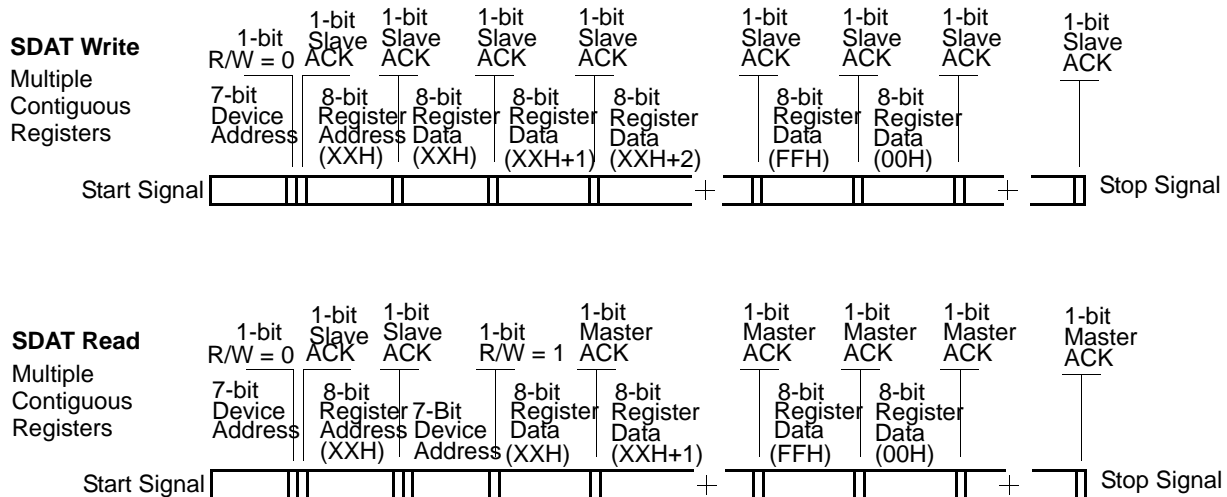 SDAT Write
Multiple
Contiguous
Registers
1-bit
R/W = 0
1-bit
Slave
ACK
1-bit
Slave
ACK
1-bit
Slave
ACK
1-bit
Slave
ACK
1-bit
Slave
ACK
1-bit
Slave
ACK
1-bit
Slave
ACK
1-bit
Slave
ACK
7-bit
Device
Address
8-bit
Register
Address
(XXH)
8-bit
Register
Data
(XXH)
8-bit
Register
Data
(XXH+1)
8-bit
Register
Data
(XXH+2)
8-bit
Register
Data
(FFH)
8-bit
Register
Data
(00H)
Start Signal
Stop Signal
SDAT Read
Multiple
Contiguous
Registers
1-bit
R/W = 0
1-bit
Slave
ACK
1-bit
Slave
ACK
1-bit
R/W = 1
1-bit
Master
ACK
1-bit
Master
ACK
1-bit
Master
ACK
1-bit
Master
ACK
1-bit
Master
ACK
7-bit
Device
Address
8-bit
Register
Address
(XXH)
7-Bit
Device
Address
8-bit
Register
Data
(XXH)
8-bit
Register
Data
(XXH+1)
8-bit
Register
Data
(FFH)
8-bit
Register
Data
(00H)
Start Signal
Stop Signal